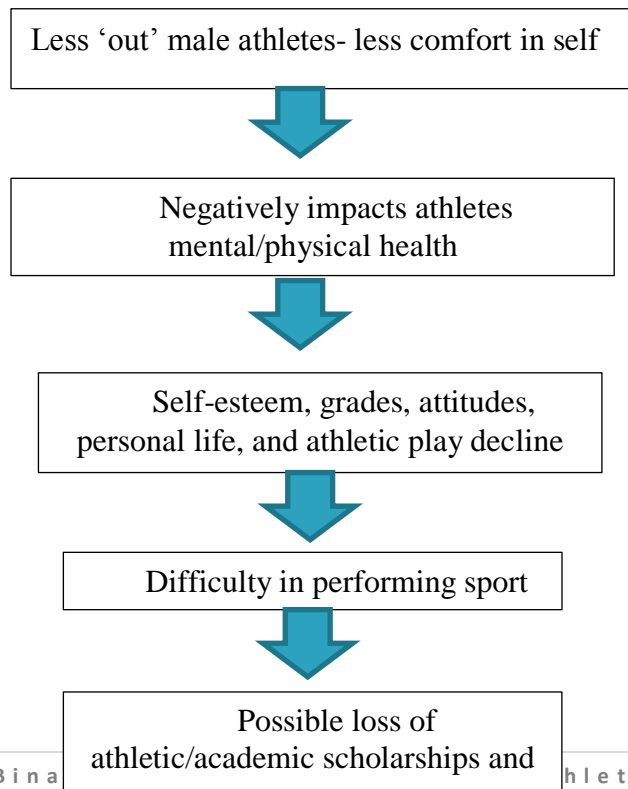 Less ‘out’ male athletes- less comfort in self
Negatively impacts athletes
mental/physical health
Self-esteem, grades, attitudes,
personal life, and athletic play decline
Difficulty in performing sport
Possible loss of
athletic/academic scholarships and